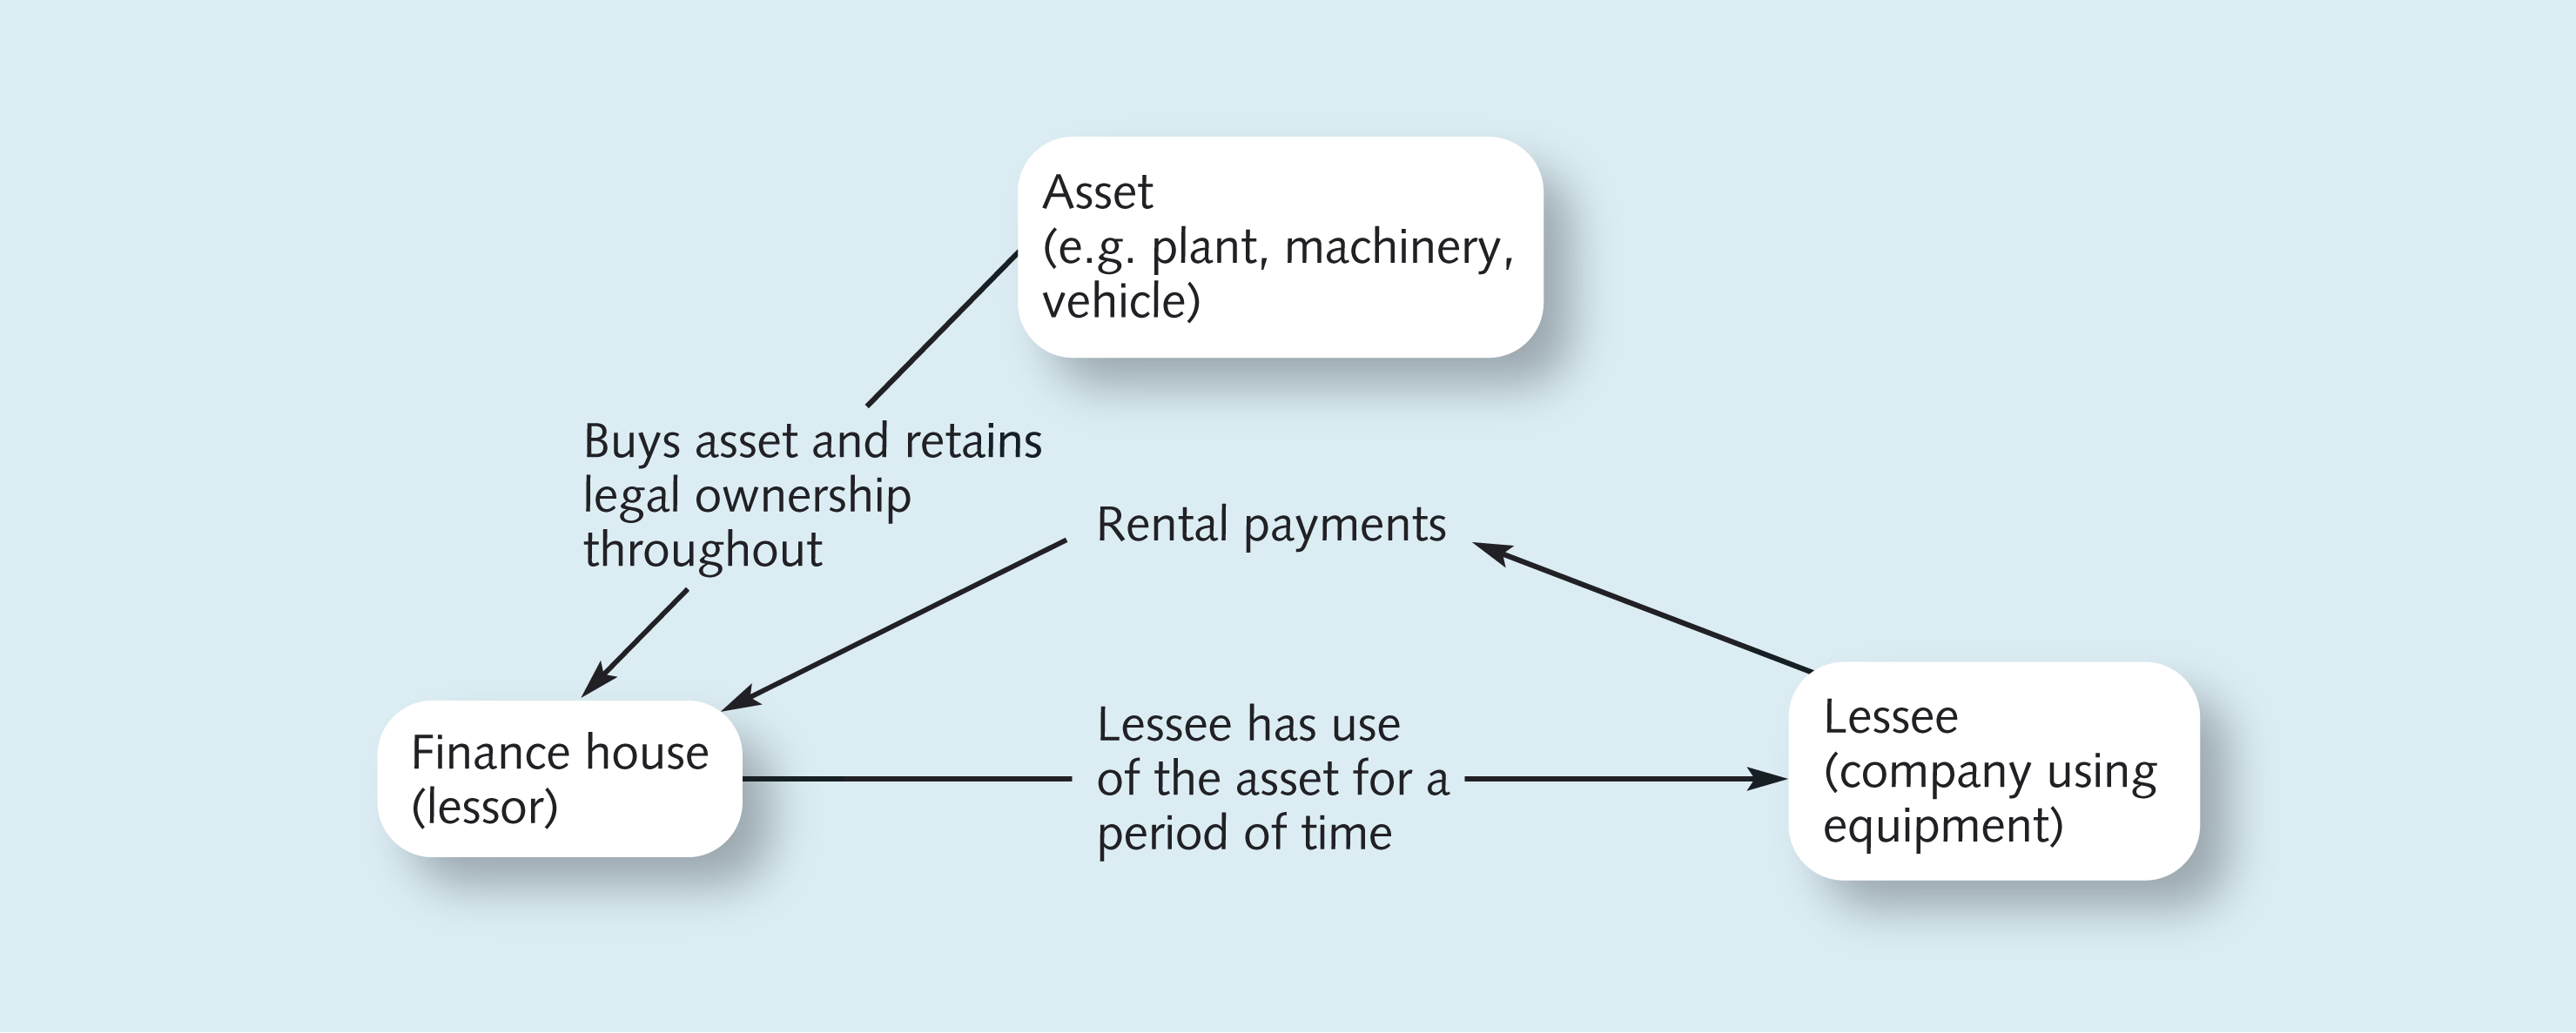 Asset
(e.g. plant, machinery,
vehicle)
Buys asset and retains
legal ownership
throughout
Rental payments
Finance house
(lessor)
Lessee has use
of the asset for a
period of time
Lessee
(company using
equipment)